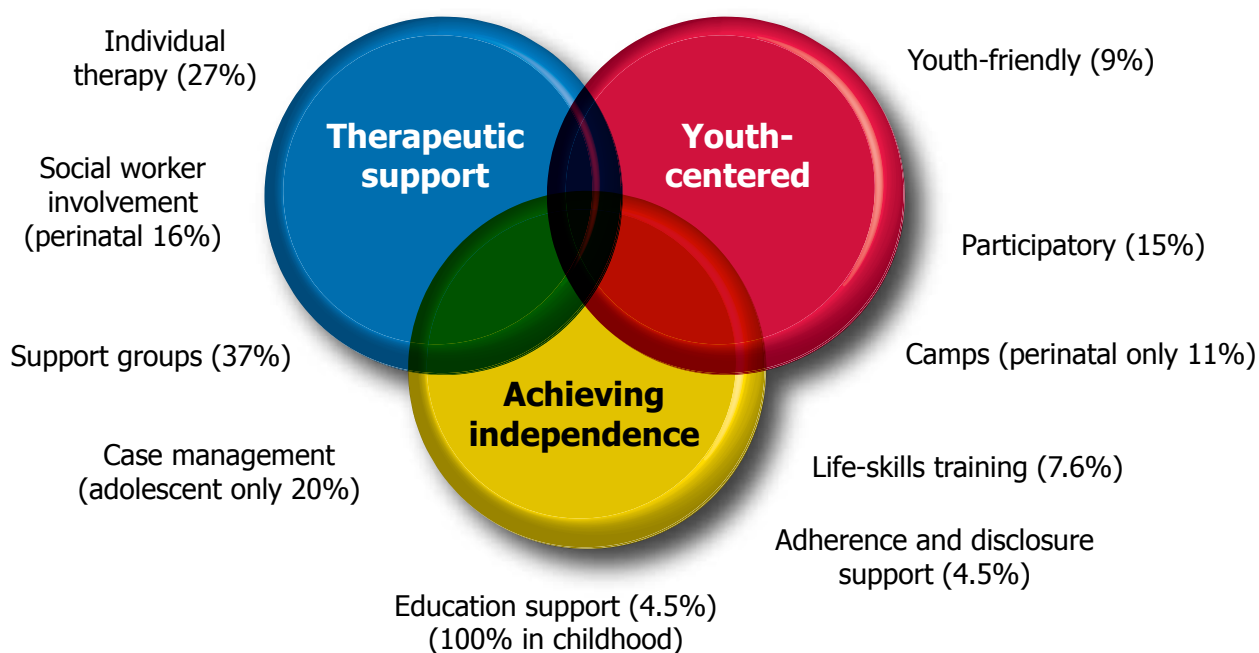 Individual
therapy (27%)
Youth-friendly (9%)
Therapeutic
support
Youth-
centered
Social worker
involvement
(perinatal 16%)
Participatory (15%)
Support groups (37%)
Camps (perinatal only 11%)
Achieving
independence
Case management
(adolescent only 20%)
Life-skills training (7.6%)
Adherence and disclosure
support (4.5%)
Education support (4.5%)
(100% in childhood)